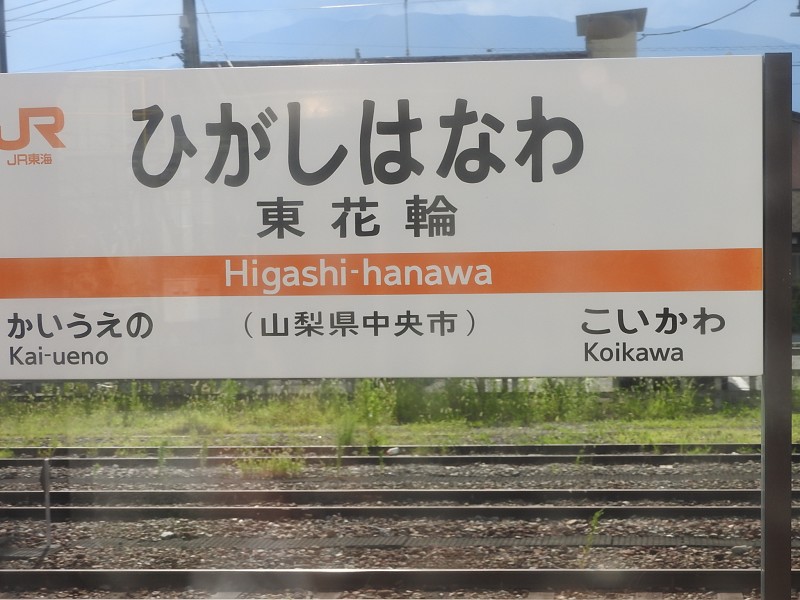 JR
JR東海
ひがしはなわ
東花輪
Higashi-hanawa
かいうえの
Kai-ueno
（山梨県中央市）
こいかわ
Koikawa